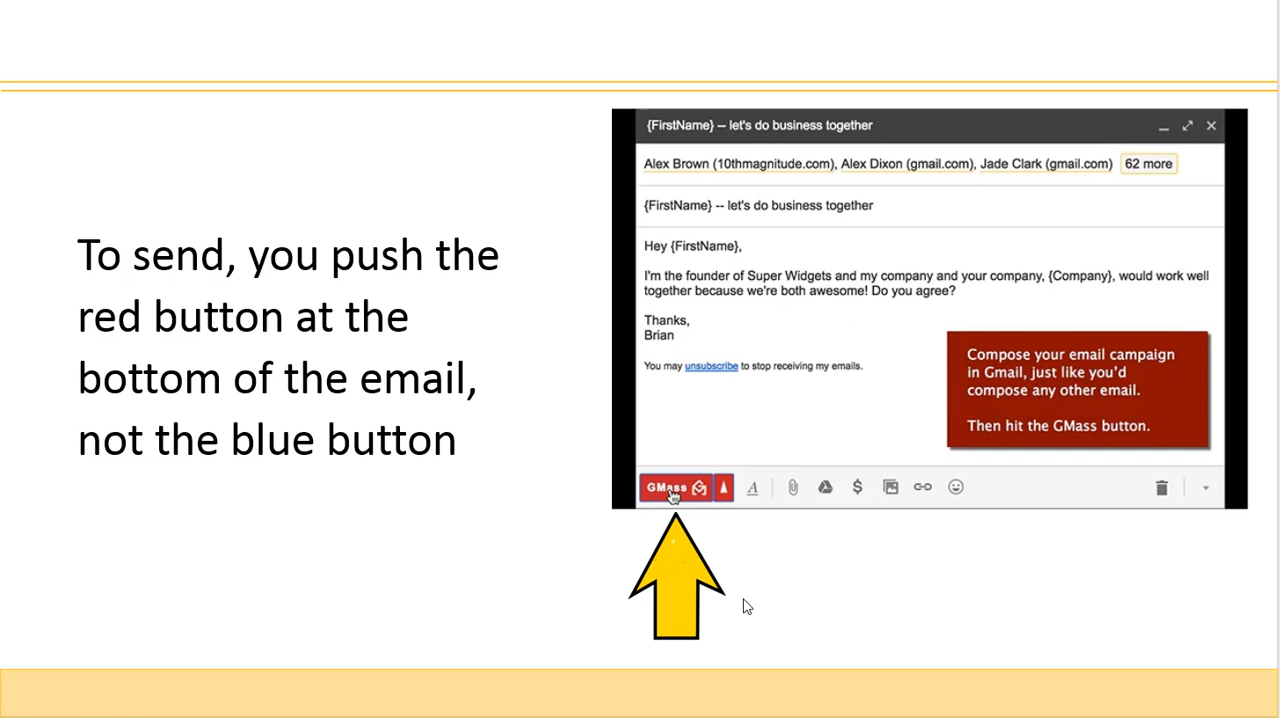 To send, you push the
red button at the
bottom of the email,
not the blue button
{FirstName} -- let's do business together
Alex Brown (10thmagnitude.com), Alex Dixon (gmail.com), Jade Clark (gmail.com) 62 more
{FirstName} -- let's do business together
Hey {FirstName},
I'm the founder of Super Widgets and my company and your company, {Company}, would work well
together because we're both awesome! Do you agree?
Thanks,
Brian
You may unsubscribe to stop receiving my emails.
Compose your email campaign
in Gmail, just like you'd
compose any other email.
Then hit the GMass button.
GMass